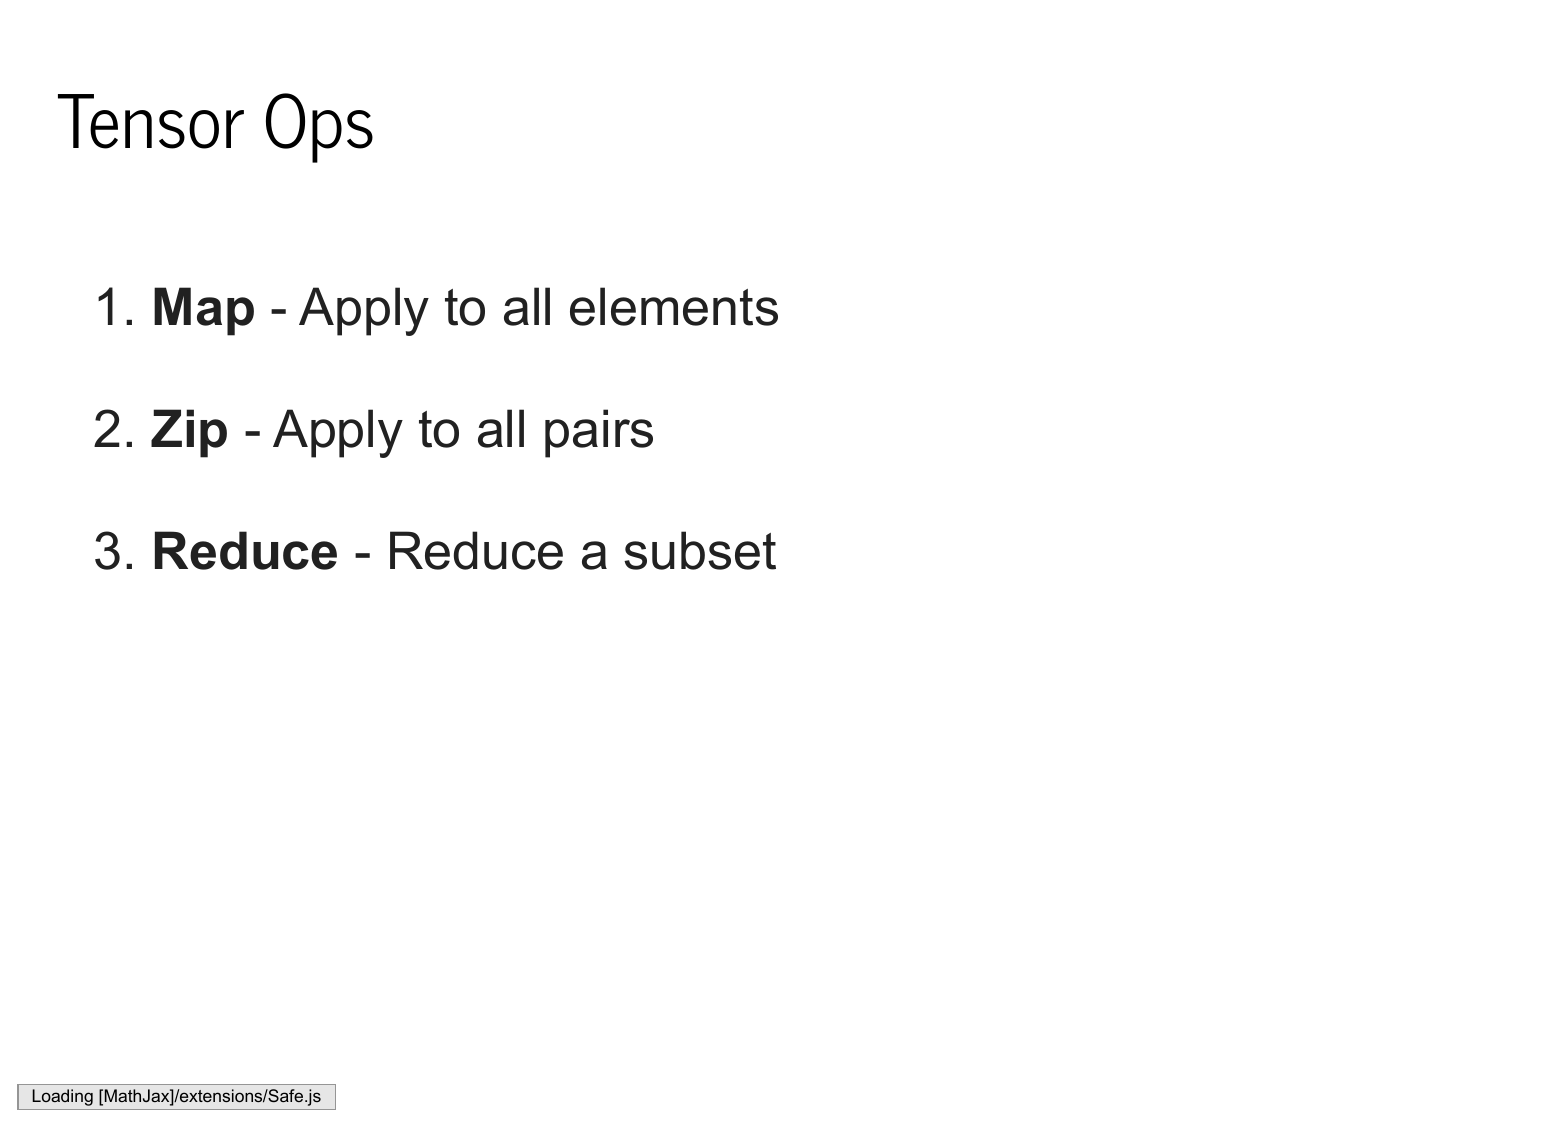 Tensor Ops
1. Map - Apply to all elements
2. Zip - Apply to all pairs
3. Reduce - Reduce a subset
Loading [MathJax]/extensions/Safe.js